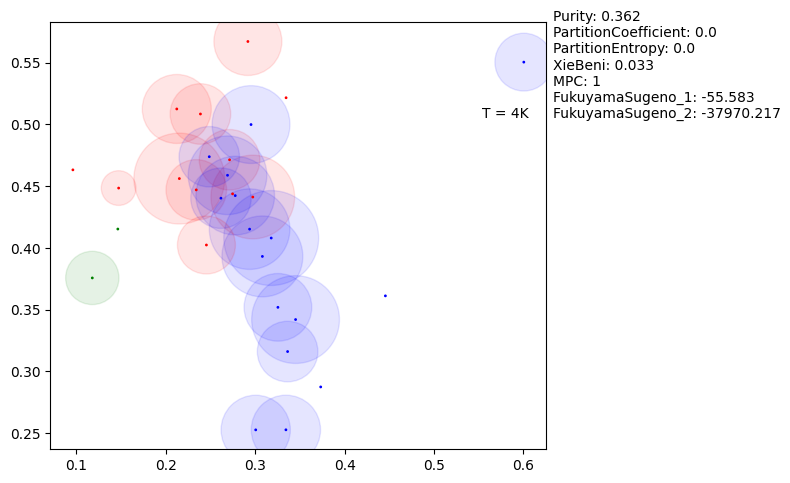 Purity: 0.362
PartitionCoefficient: 0.0
PartitionEntropy: 0.0
XieBeni: 0.033
MPC: 1
FukuyamaSugeno_1: -55.583
FukuyamaSugeno_2: -37970.217
T = 4K
0.55
0.50
0.45
0.40
0.35
0.30
0.25
0.1 0.2 0.3 0.4 0.5 0.6